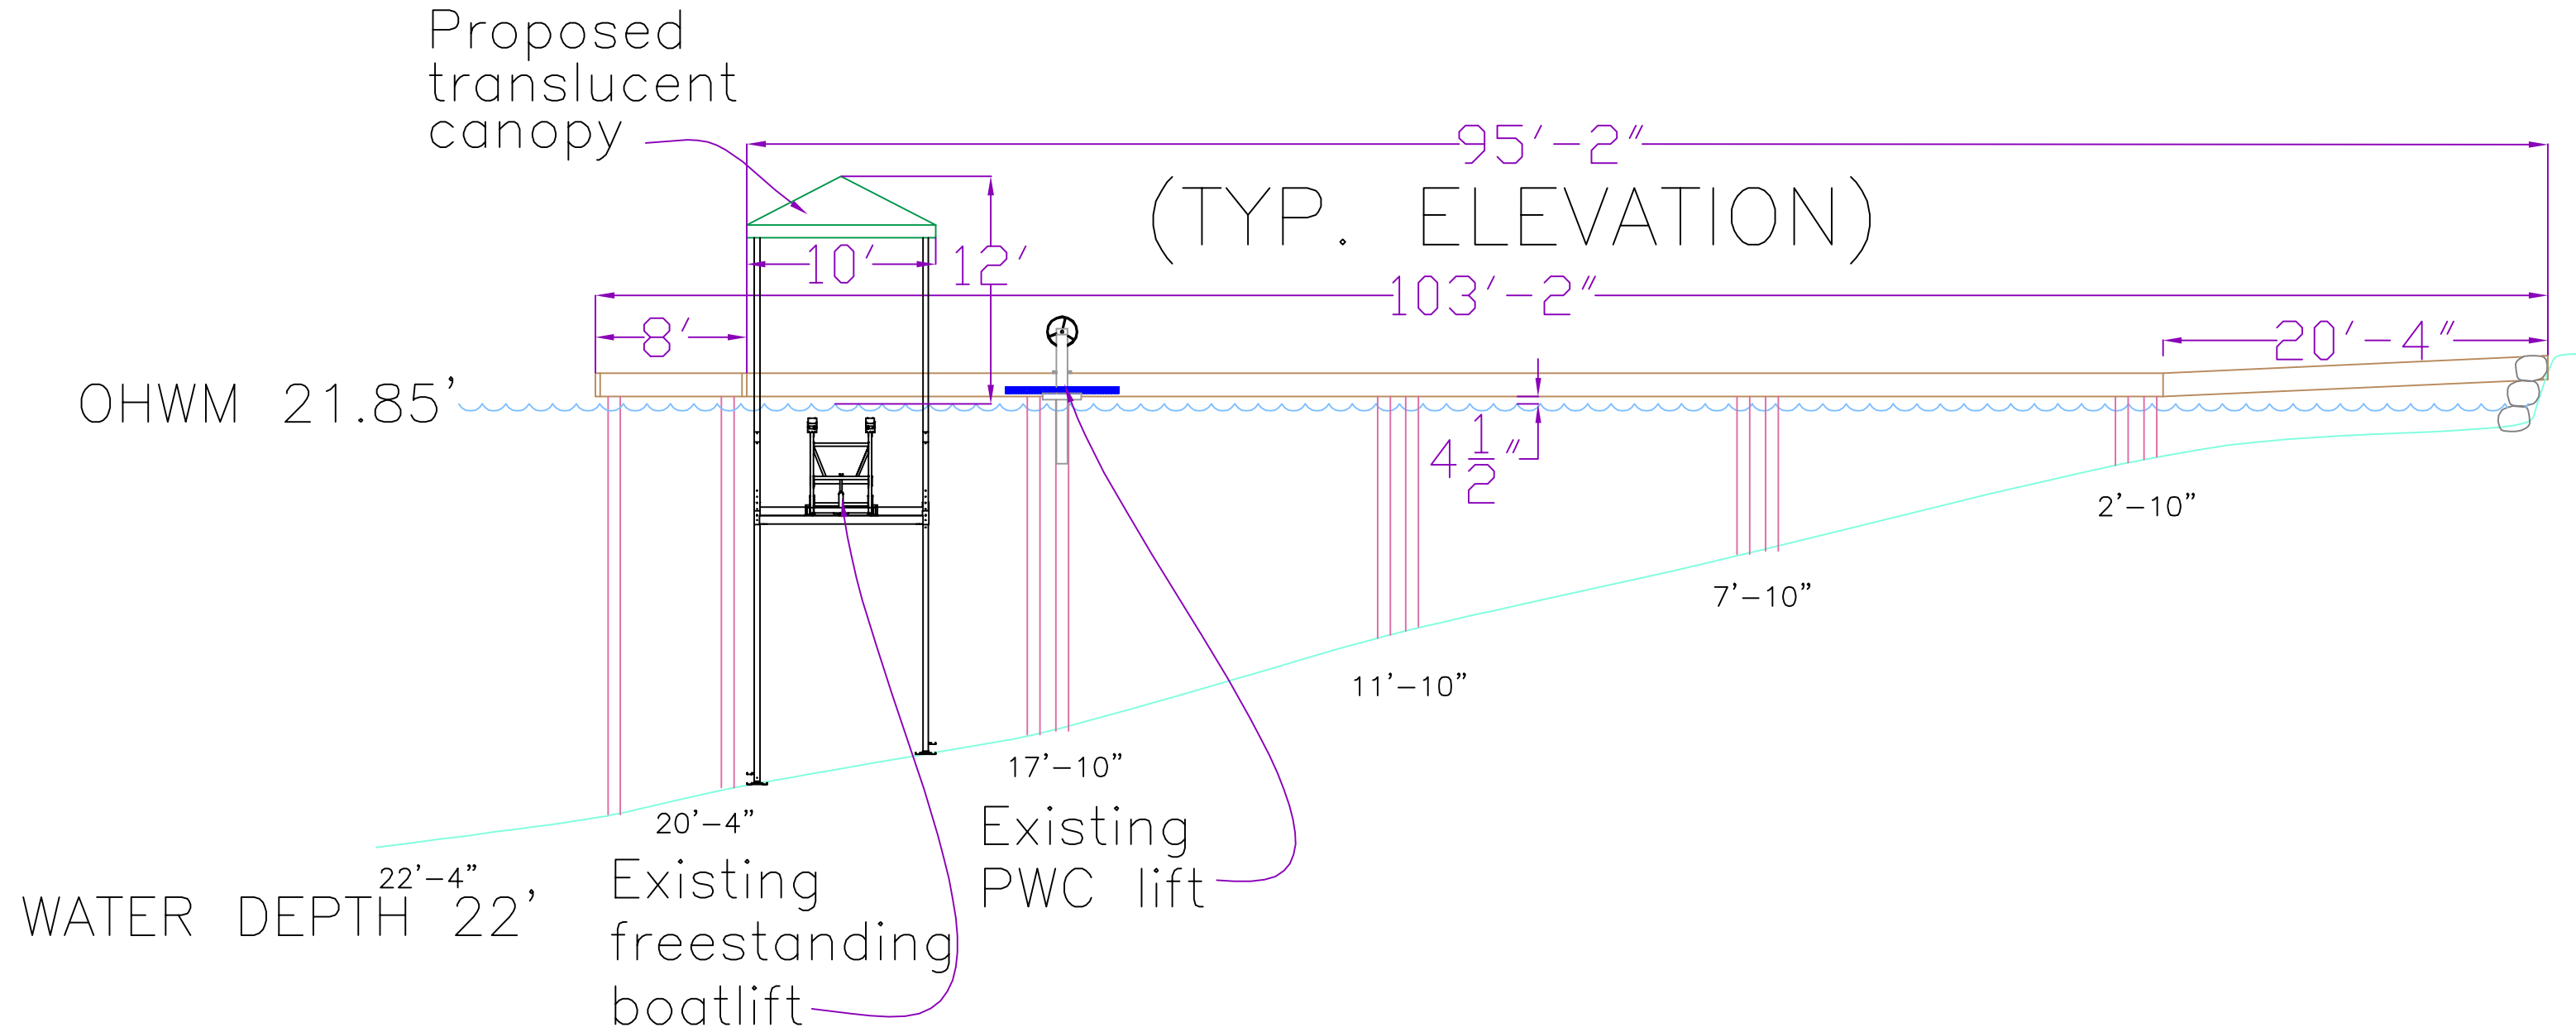 Proposed
translucent
canopy
95'-2"
(TYP. ELEVATION)
10'
12'
103'-2"
8'
20'-4"
OHWM 21.85'
4 1/2"
2'-10"
7'-10"
11'-10"
17'-10"
20'-4"
22'-4"
WATER DEPTH 22'
Existing
PWC lift
Existing
freestanding
boatlift